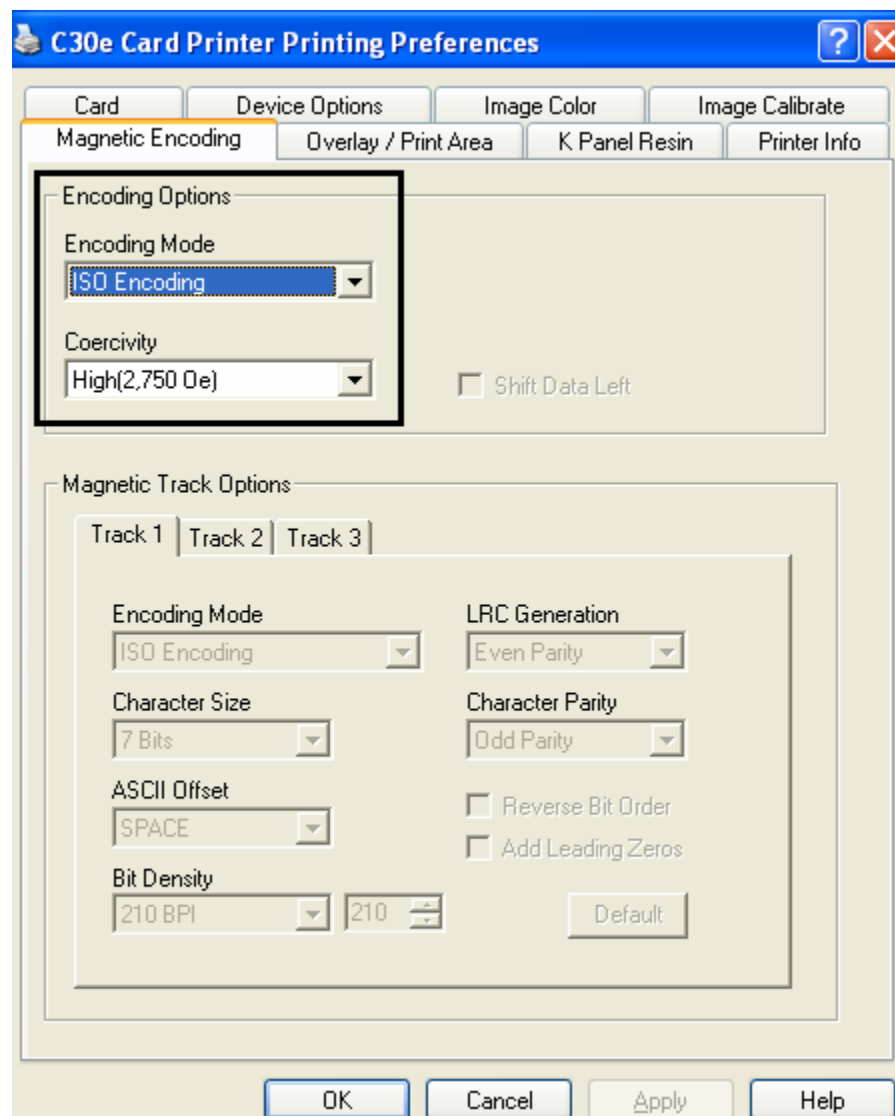 C30e Card Printer Printing Preferences
Card Device Options Image Color Image Calibrate
Magnetic Encoding Overlay / Print Area K Panel Resin Printer Info
Encoding Options
Encoding Mode
ISO Encoding
Coercivity
High(2,750 Oe)
Shift Data Left
Magnetic Track Options
Track 1 Track 2 Track 3
Encoding Mode LRC Generation
ISO Encoding Even Parity
Character Size Character Parity
7 Bits Odd Parity
ASCII Offset
Reverse Bit Order
SPACE
Add Leading Zeros
Bit Density
210 BPI 210 Default
OK Cancel Apply Help